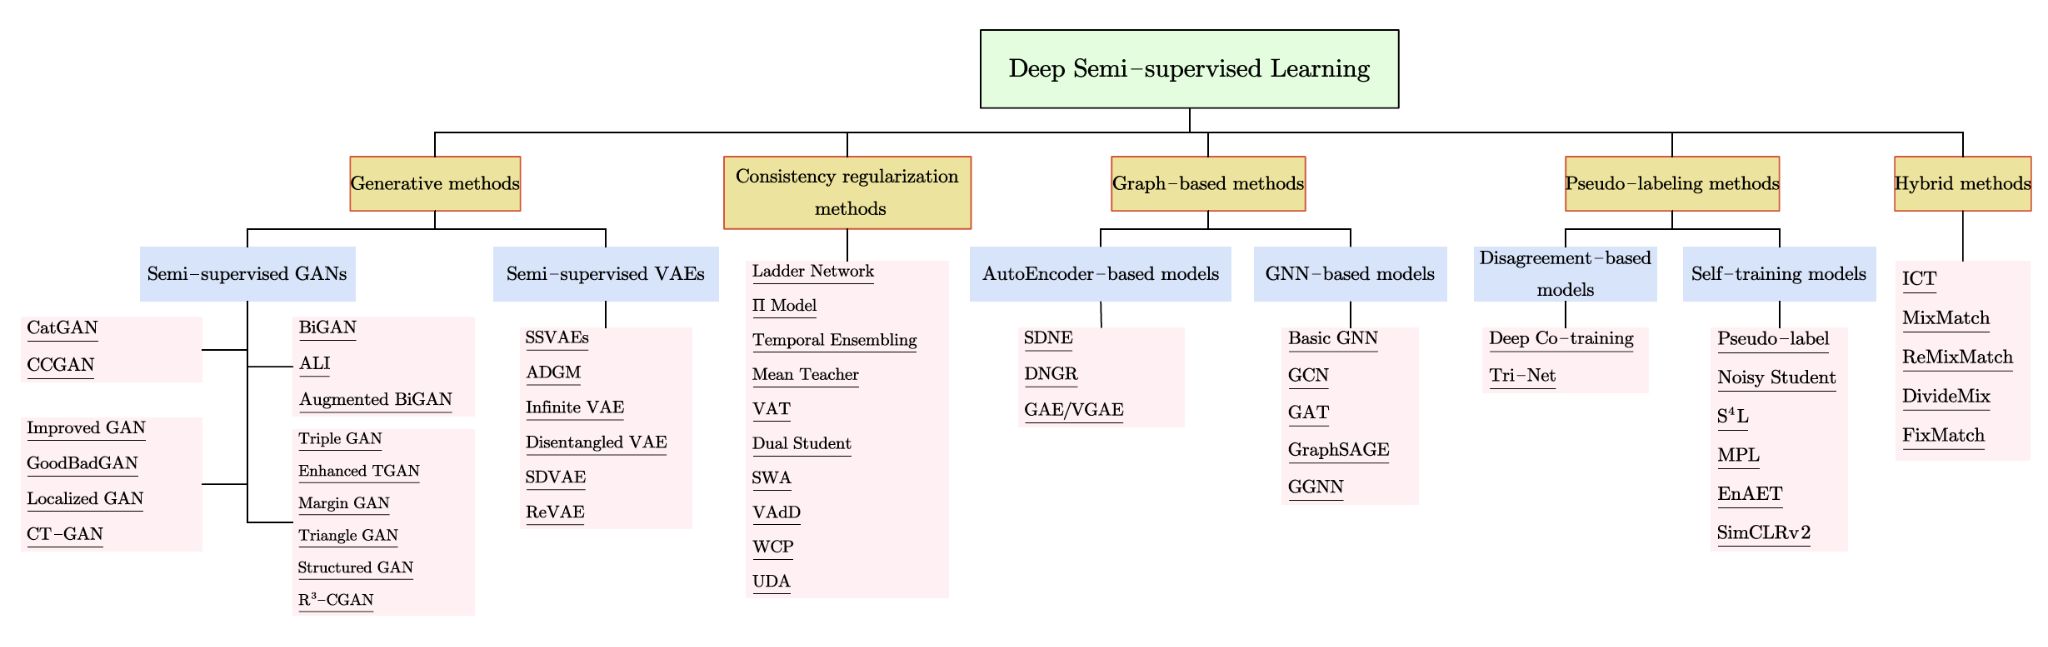 Deep Semi-supervised Learning
Generative methods
Consistency regularization
methods
Graph-based methods
Pseudo-labeling methods
Hybrid methods
Semi-supervised GANs
Semi-supervised VAEs
AutoEncoder-based models
GNN-based models
Disagreement-based
models
Self-training models
CatGAN
CCGAN
Improved GAN
GoodBadGAN
Localized GAN
CT-GAN
BiGAN
ALI
Augmented BiGAN
Triple GAN
Enhanced TGAN
Margin GAN
Triangle GAN
Structured GAN
R³-CGAN
SSVAEs
ADGM
Infinite VAE
Disentangled VAE
SDVAE
ReVAE
Ladder Network
Π Model
Temporal Ensembling
Mean Teacher
VAT
Dual Student
SWA
VAdD
WCP
UDA
SDNE
DNGR
GAE/VGAE
Basic GNN
GCN
GAT
GraphSAGE
GGNN
Deep Co-training
Tri-Net
Pseudo-label
Noisy Student
S⁴L
MPL
EnAET
SimCLRv2
ICT
MixMatch
ReMixMatch
DivideMix
FixMatch